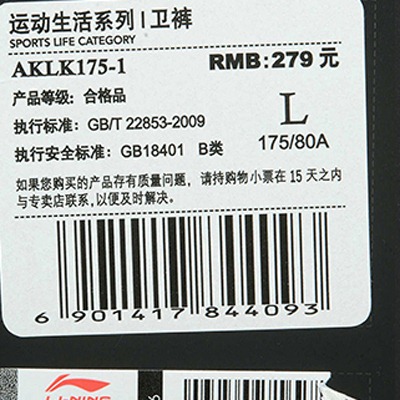 运动生活系列 | 卫裤
SPORTS LIFE CATEGORY
AKLK175-1
RMB:279 元
产品等级：合格品
执行标准：GB/T 22853-2009
L
执行安全标准：GB18401 B类
175/80A
如果您购买的产品存有质量问题，请持购物小票在 15 天之内
与专卖店联系,以便及时解决。
6 901417 844093
LI-NING